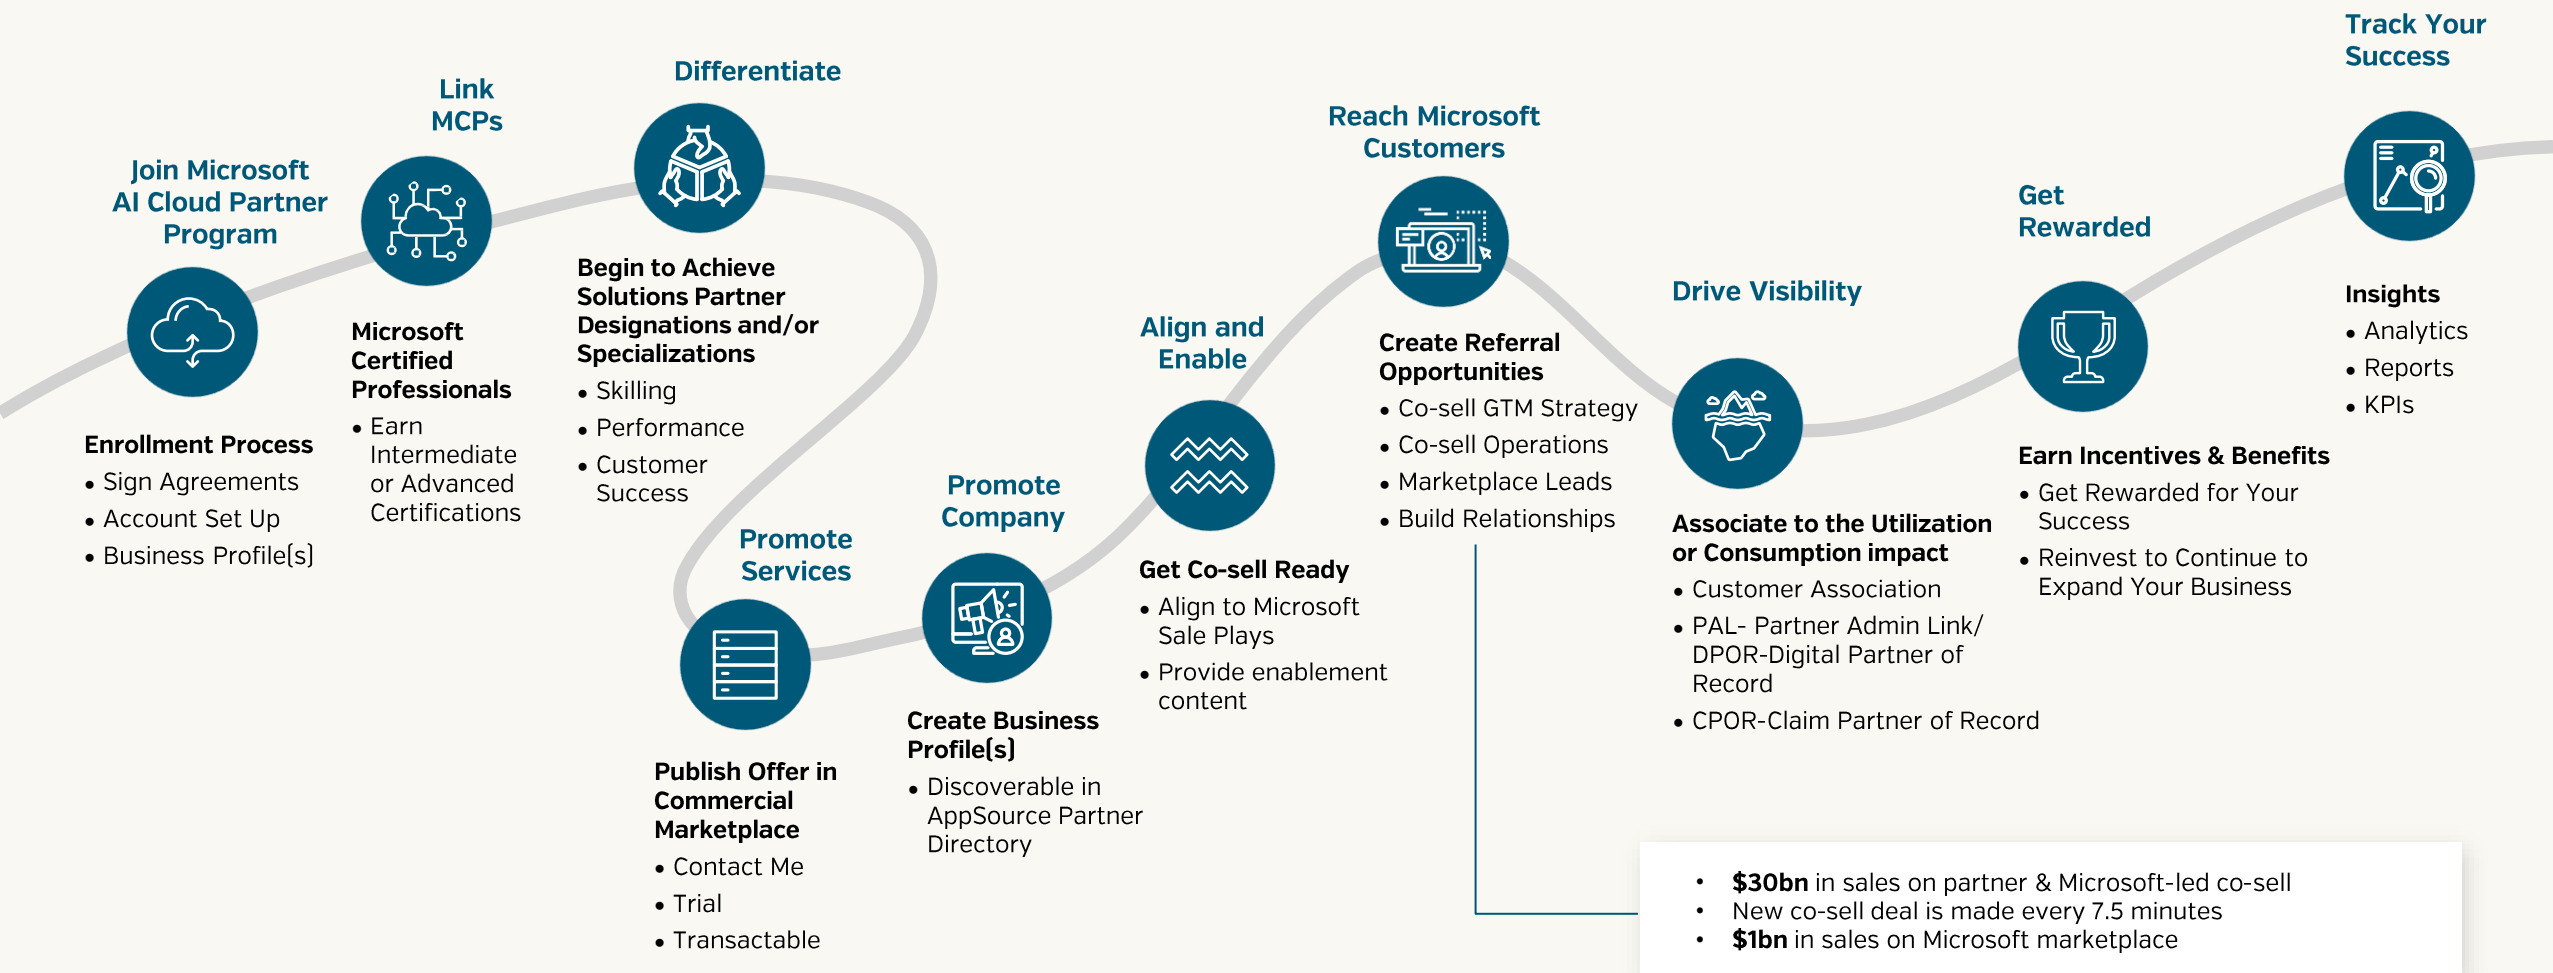 Join Microsoft
AI Cloud Partner
Program
Enrollment Process
• Sign Agreements
• Account Set Up
• Business Profile(s)
Link
MCPs
Microsoft
Certified
Professionals
• Earn
Intermediate
or Advanced
Certifications
Differentiate
Begin to Achieve
Solutions Partner
Designations and/or
Specializations
• Skilling
• Performance
• Customer
Success
Promote
Services
Publish Offer in
Commercial
Marketplace
• Contact Me
• Trial
• Transactable
Promote
Company
Create Business
Profile(s)
• Discoverable in
AppSource Partner
Directory
Align and
Enable
Get Co-sell Ready
• Align to Microsoft
Sale Plays
• Provide enablement
content
Reach Microsoft
Customers
Create Referral
Opportunities
• Co-sell GTM Strategy
• Co-sell Operations
• Marketplace Leads
• Build Relationships
• $30bn in sales on partner & Microsoft-led co-sell
• New co-sell deal is made every 7.5 minutes
• $1bn in sales on Microsoft marketplace
Drive Visibility
Associate to the Utilization
or Consumption impact
• Customer Association
• PAL- Partner Admin Link/
DPOR-Digital Partner of
Record
• CPOR-Claim Partner of Record
Get
Rewarded
Earn Incentives & Benefits
• Get Rewarded for Your
Success
• Reinvest to Continue to
Expand Your Business
Track Your
Success
Insights
• Analytics
• Reports
• KPIs